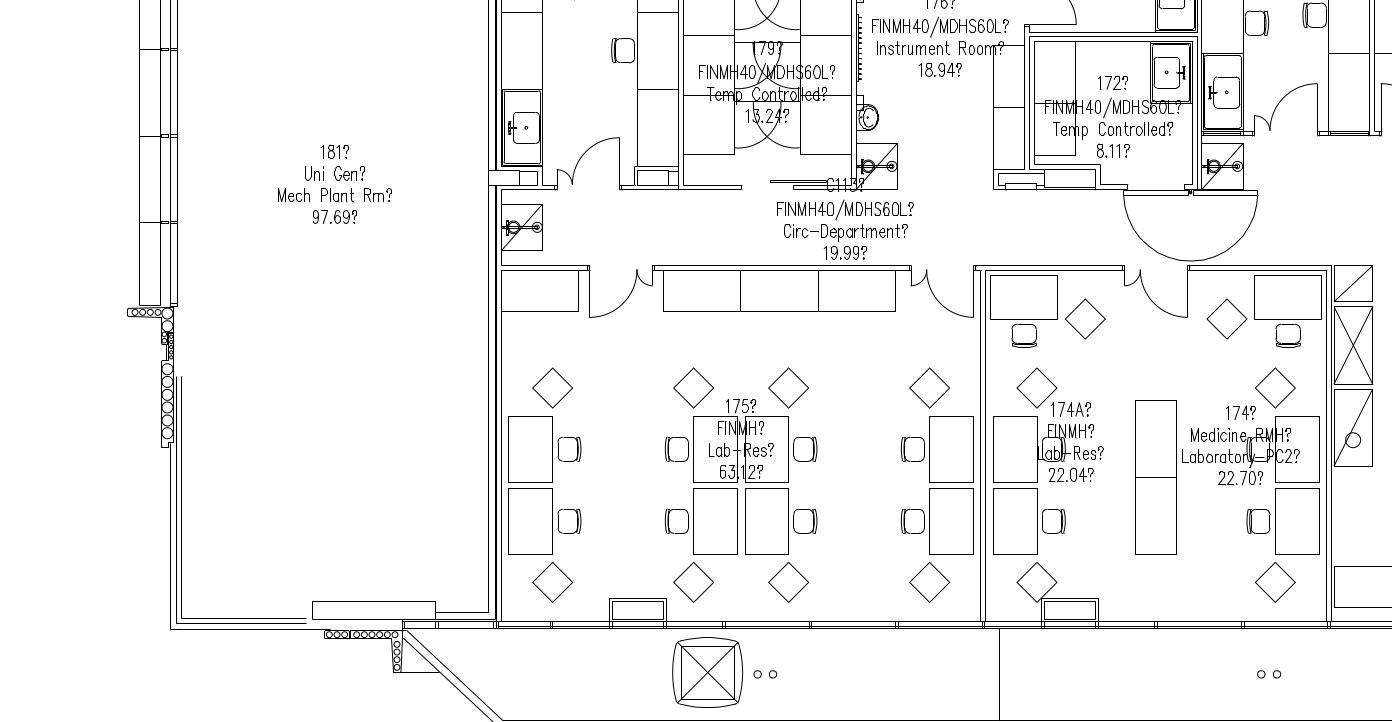 176?
FINMH40/MDHS60L?
Instrument Room?
18.94?
179?
FINMH40/MDHS60L?
Temp Controlled?
13.24?
172?
FINMH40/MDHS60L?
Temp Controlled?
8.11?
181?
Uni Gen?
Mech Plant Rm?
97.69?
C113?
FINMH40/MDHS60L?
Circ-Department?
19.99?
175?
FINMH?
Lab-Res?
63.12?
174A?
FINMH?
Lab-Res?
22.04?
174?
Medicine-RMH?
Laboratory-PC2?
22.70?